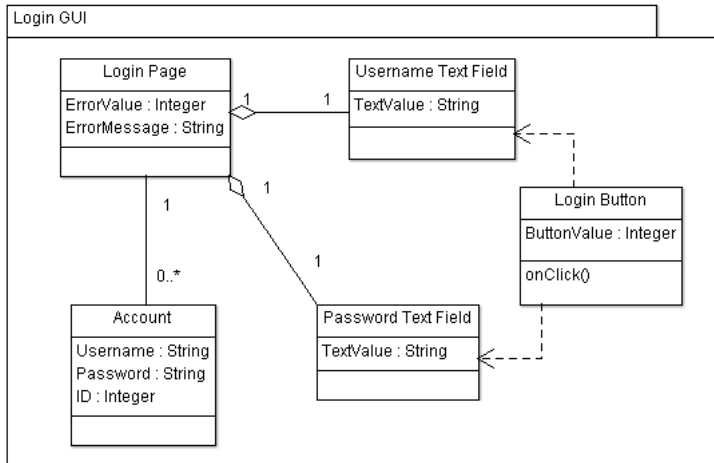 Login GUI
Login Page
ErrorValue : Integer
ErrorMessage : String
1
1
Username Text Field
TextValue : String
Login Button
ButtonValue : Integer
onClick()
1
1
1
0..*
Account
Username : String
Password : String
ID : Integer
Password Text Field
TextValue : String